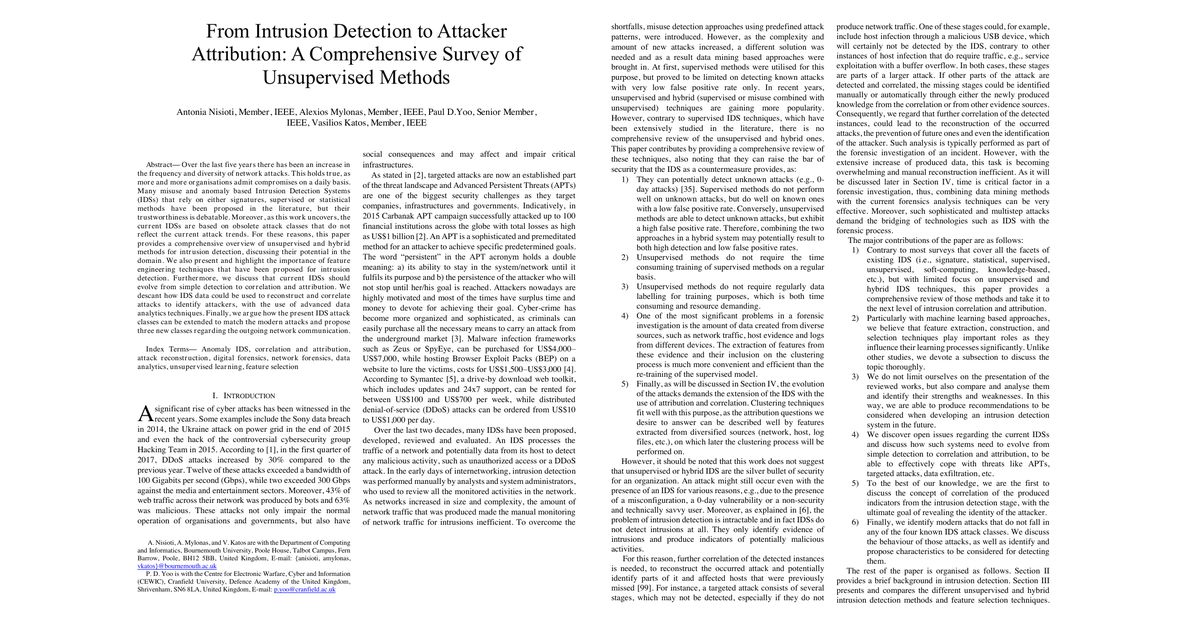 From Intrusion Detection to Attacker
Attribution: A Comprehensive Survey of
Unsupervised Methods
Antonia Nisioti, Member, IEEE, Alexios Mylonas, Member, IEEE, Paul D.Yoo, Senior Member,
IEEE, Vasilios Katos, Member, IEEE
Abstract— Over the last five years there has been an increase in
the frequency and diversity of network attacks. This holds true, as
more and more organisations admit compromises on a daily basis.
Many misuse and anomaly based Intrusion Detection Systems
(IDSs) that rely on either signatures, supervised or statistical
methods have been proposed in the literature, but their
trustworthiness is debatable. Moreover, as this work uncovers, the
current IDSs are based on obsolete attack classes that do not
reflect the current attack trends. For these reasons, this paper
provides a comprehensive overview of unsupervised and hybrid
methods for intrusion detection, discussing their potential in the
domain. We also present and highlight the importance of feature
engineering techniques that have been proposed for intrusion
detection. Furthermore, we discuss that current IDSs should
evolve from simple detection to correlation and attribution. We
descant how IDS data could be used to reconstruct and correlate
attacks to identify attackers, with the use of advanced data
analytics techniques. Finally, we argue how the present IDS attack
classes can be extended to match the modern attacks and propose
three new classes regarding the outgoing network communication.
Index Terms— Anomaly IDS, correlation and attribution,
attack reconstruction, digital forensics, network forensics, data
analytics, unsupervised learning, feature selection
I. INTRODUCTION
A significant rise of cyber attacks has been witnessed in the
recent years. Some examples include the Sony data breach
in 2014, the Ukraine attack on power grid in the end of 2015
and even the hack of the controversial cybersecurity group
Hacking Team in 2015. According to [1], in the first quarter of
2017, DDoS attacks increased by 30% compared to the
previous year. Twelve of these attacks exceeded a bandwidth of
100 Gigabits per second (Gbps), while two exceeded 300 Gbps
against the media and entertainment sectors. Moreover, 43% of
web traffic across their network was produced by bots and 63%
was malicious. These attacks not only impair the normal
operation of organisations and governments, but also have
A. Nisioti, A. Mylonas, and V. Katos are with the Department of Computing
and Informatics, Bournemouth University, Poole House, Talbot Campus, Fern
Barrow, Poole, BH12 5BB, United Kingdom, E-mail: {anisioti, amylonas,
vkatos}@bournemouth.ac.uk
P. D. Yoo is with the Centre for Electronic Warfare, Cyber and Information
(CEWIC), Cranfield University, Defence Academy of the United Kingdom,
Shrivenham, SN6 8LA, United Kingdom, E-mail: p.yoo@cranfield.ac.uk
social consequences and may affect and impair critical
infrastructures.
As stated in [2], targeted attacks are now an established part
of the threat landscape and Advanced Persistent Threats (APTs)
are one of the biggest security challenges as they target
companies, infrastructures and governments. Indicatively, in
2015 Carbanak APT campaign successfully attacked up to 100
financial institutions across the globe with total losses as high
as US$1 billion [2]. An APT is a sophisticated and premeditated
method for an attacker to achieve specific predetermined goals.
The word “persistent” in the APT acronym holds a double
meaning: a) its ability to stay in the system/network until it
fulfils its purpose and b) the persistence of the attacker who will
not stop until her/his goal is reached. Attackers nowadays are
highly motivated and most of the times have surplus time and
money to devote for achieving their goal. Cyber-crime has
become more organized and sophisticated, as criminals can
easily purchase all the necessary means to carry an attack from
the underground market [3]. Malware infection frameworks
such as Zeus or SpyEye, can be purchased for US$4,000–
US$7,000, while hosting Browser Exploit Packs (BEP) on a
website to lure the victims, costs for US$1,500–US$3,000 [4].
According to Symantec [5], a drive-by download web toolkit,
which includes updates and 24x7 support, can be rented for
between US$100 and US$700 per week, while distributed
denial-of-service (DDoS) attacks can be ordered from US$10
to US$1,000 per day.
Over the last two decades, many IDSs have been proposed,
developed, reviewed and evaluated. An IDS processes the
traffic of a network and potentially data from its host to detect
any malicious activity, such as unauthorized access or a DDoS
attack. In the early days of internetworking, intrusion detection
was performed manually by analysts and system administrators,
who used to review all the monitored activities in the network.
As networks increased in size and complexity, the amount of
network traffic that was produced made the manual monitoring
of network traffic for intrusions inefficient. To overcome the
shortfalls, misuse detection approaches using predefined attack
patterns, were introduced. However, as the complexity and
amount of new attacks increased, a different solution was
needed and as a result data mining based approaches were
brought in. At first, supervised methods were utilised for this
purpose, but proved to be limited on detecting known attacks
with very low false positive rate only. In recent years,
unsupervised and hybrid (supervised or misuse combined with
unsupervised) techniques are gaining more popularity.
However, contrary to supervised IDS techniques, which have
been extensively studied in the literature, there is no
comprehensive review of the unsupervised and hybrid ones.
This paper contributes by providing a comprehensive review of
these techniques, also noting that they can raise the bar of
security that the IDS as a countermeasure provides, as:
1) They can potentially detect unknown attacks (e.g., 0-
day attacks) [35]. Supervised methods do not perform
well on unknown attacks, but do well on known ones
with a low false positive rate. Conversely, unsupervised
methods are able to detect unknown attacks, but exhibit
a high false positive rate. Therefore, combining the two
approaches in a hybrid system may potentially result to
both high detection and low false positive rates.
2) Unsupervised methods do not require the time
consuming training of supervised methods on a regular
basis.
3) Unsupervised methods do not require regularly data
labelling for training purposes, which is both time
consuming and resource demanding.
4) One of the most significant problems in a forensic
investigation is the amount of data created from diverse
sources, such as network traffic, host evidence and logs
from different devices. The extraction of features from
these evidence and their inclusion on the clustering
process is much more convenient and efficient than the
re-training of the supervised model.
5) Finally, as will be discussed in Section IV, the evolution
of the attacks demands the extension of the IDS with the
use of attribution and correlation. Clustering techniques
fit well with this purpose, as the attribution questions we
desire to answer can be described well by features
extracted from diversified sources (network, host, log
files, etc.), on which later the clustering process will be
performed on.
However, it should be noted that this work does not suggest
that unsupervised or hybrid IDS are the silver bullet of security
for an organization. An attack might still occur even with the
presence of an IDS for various reasons, e.g., due to the presence
of a misconfiguration, a 0-day vulnerability or a non-security
and technically savvy user. Moreover, as explained in [6], the
problem of intrusion detection is intractable and in fact IDSs do
not detect intrusions at all. They only identify evidence of
intrusions and produce indicators of potentially malicious
activities.
For this reason, further correlation of the detected instances
is needed, to reconstruct the occurred attack and potentially
identify parts of it and affected hosts that were previously
missed [99]. For instance, a targeted attack consists of several
stages, which may not be detected, especially if they do not
produce network traffic. One of these stages could, for example,
include host infection through a malicious USB device, which
will certainly not be detected by the IDS, contrary to other
instances of host infection that do require traffic, e.g., service
exploitation with a buffer overflow. In both cases, these stages
are parts of a larger attack. If other parts of the attack are
detected and correlated, the missing stages could be identified
manually or automatically through either the newly produced
knowledge from the correlation or from other evidence sources.
Consequently, we regard that further correlation of the detected
instances, could lead to the reconstruction of the occurred
attacks, the prevention of future ones and even the identification
of the attacker. Such analysis is typically performed as part of
the forensic investigation of an incident. However, with the
extensive increase of produced data, this task is becoming
overwhelming and manual reconstruction inefficient. As it will
be discussed later in Section IV, time is critical factor in a
forensic investigation; thus, combining data mining methods
with the current forensics analysis techniques can be very
effective. Moreover, such sophisticated and multistep attacks
demand the bridging of technologies such as IDS with the
forensic process.
The major contributions of the paper are as follows:
1) Contrary to most surveys that cover all the facets of
existing IDS (i.e., signature, statistical, supervised,
unsupervised, soft-computing, knowledge-based,
etc.), but with limited focus on unsupervised and
hybrid IDS techniques, this paper provides a
comprehensive review of those methods and take it to
the next level of intrusion correlation and attribution.
2) Particularly with machine learning based approaches,
we believe that feature extraction, construction, and
selection techniques play important roles as they
influence their learning processes significantly. Unlike
other studies, we devote a subsection to discuss the
topic thoroughly.
3) We do not limit ourselves on the presentation of the
reviewed works, but also compare and analyse them
and identify their strengths and weakness. In this
way, we are able to produce recommendations to be
considered when developing an intrusion detection
system in the future.
4) We discover open issues regarding the current IDSs
and discuss how such systems need to evolve from
simple detection to correlation and attribution, to be
able to effectively cope with threats like APTs,
targeted attacks, data exfiltration, etc.
5) To the best of our knowledge, we are the first to
discuss the concept of correlation of the produced
indicators from the intrusion detection stage, with the
ultimate goal of revealing the identity of the attacker.
6) Finally, we identify modern attacks that do not fall in
any of the four known IDS attack classes. We discuss
the behaviour of those attacks, as well as identify and
propose characteristics to be considered for detecting
them.
The rest of the paper is organised as follows. Section II
provides a brief background in intrusion detection. Section III
presents and compares the different unsupervised and hybrid
intrusion detection methods and feature selection techniques.